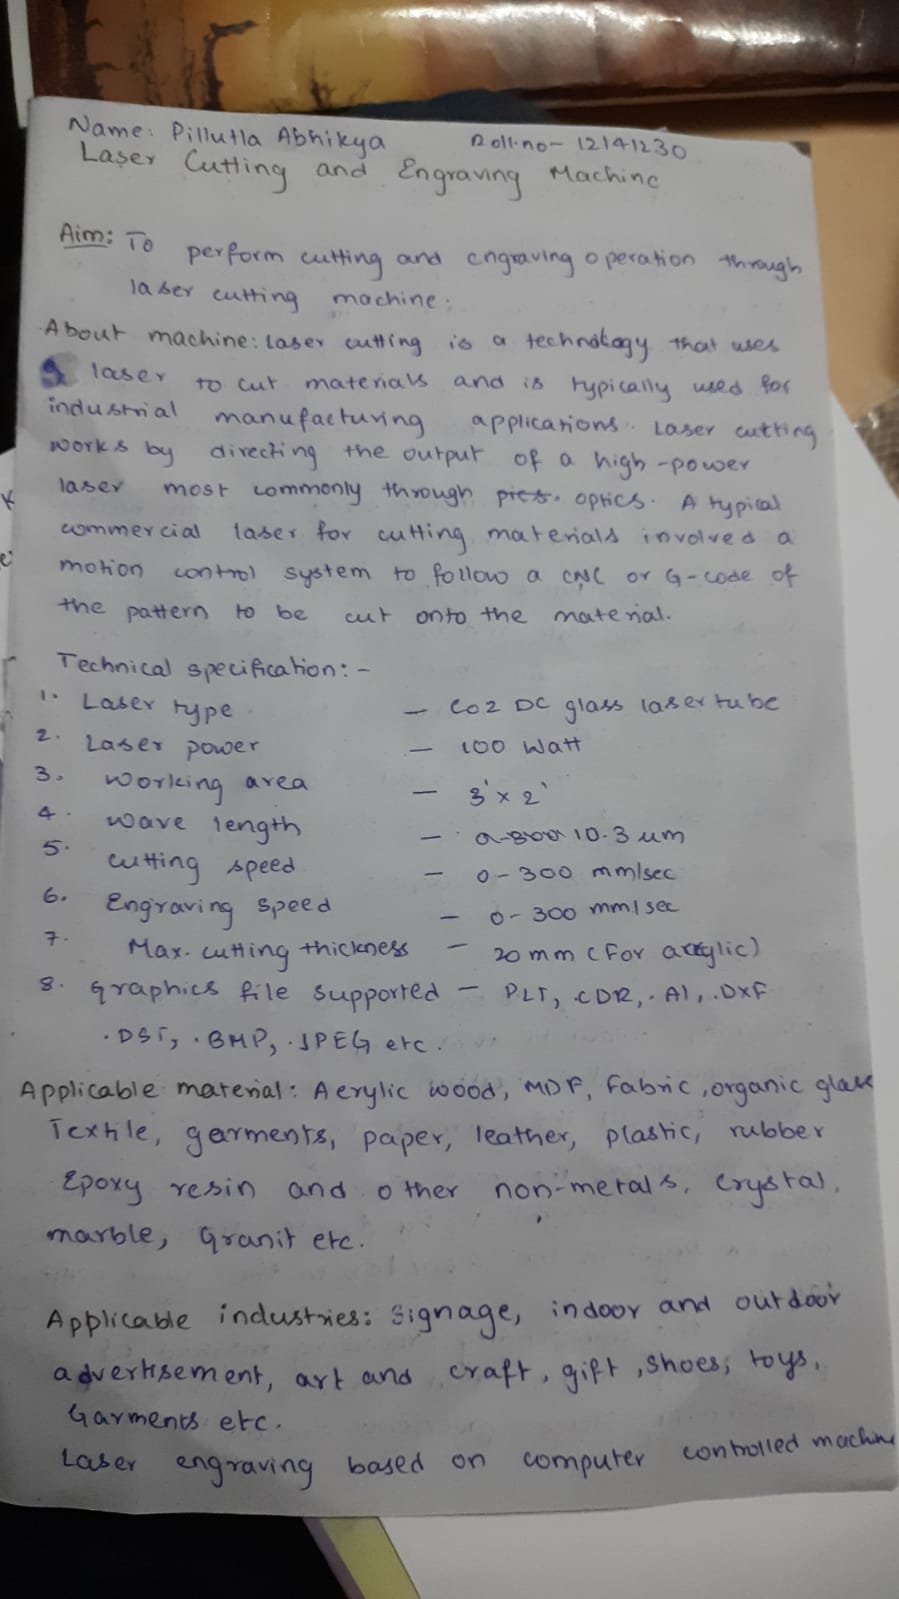 Name: Pillutla Abhikya Roll.no- 12141230
Laser Cutting and Engraving Machine
Aim: To perform cutting and engraving operation through
laser cutting machine.
About machine: Laser cutting is a technology that uses
laser to cut materials and is typically used for
industrial manufacturing applications. Laser cutting
works by directing the output of a high-power
laser most commonly through optics. A typical
commercial laser for cutting materials involved a
motion control system to follow a CNC or G-code of
the pattern to be cut onto the material.
Technical specification:-
1. Laser type - CO2 DC glass laser tube
2. Laser power - 100 Watt
3. Working area - 3'x 2'
4. Wave length - 10.3 um
5. cutting speed - 0-300 mm/sec
6. Engraving speed - 0-300 mm/sec
7. Max. cutting thickness - 20mm (For acrylic)
8. Graphics file supported - PLT, .CDR, .AI, .DXF
.DST, .BMP, .JPEG etc.
Applicable material: Acrylic wood, MDF, Fabric, organic glass
Textile, garments, paper, leather, plastic, rubber
Epoxy resin and other non-metals, crystal,
marble, Granit etc.
Applicable industries: Signage, indoor and outdoor
advertisement, art and craft, gift, shoes, toys,
Garments etc.
Laser engraving based on computer controlled machine